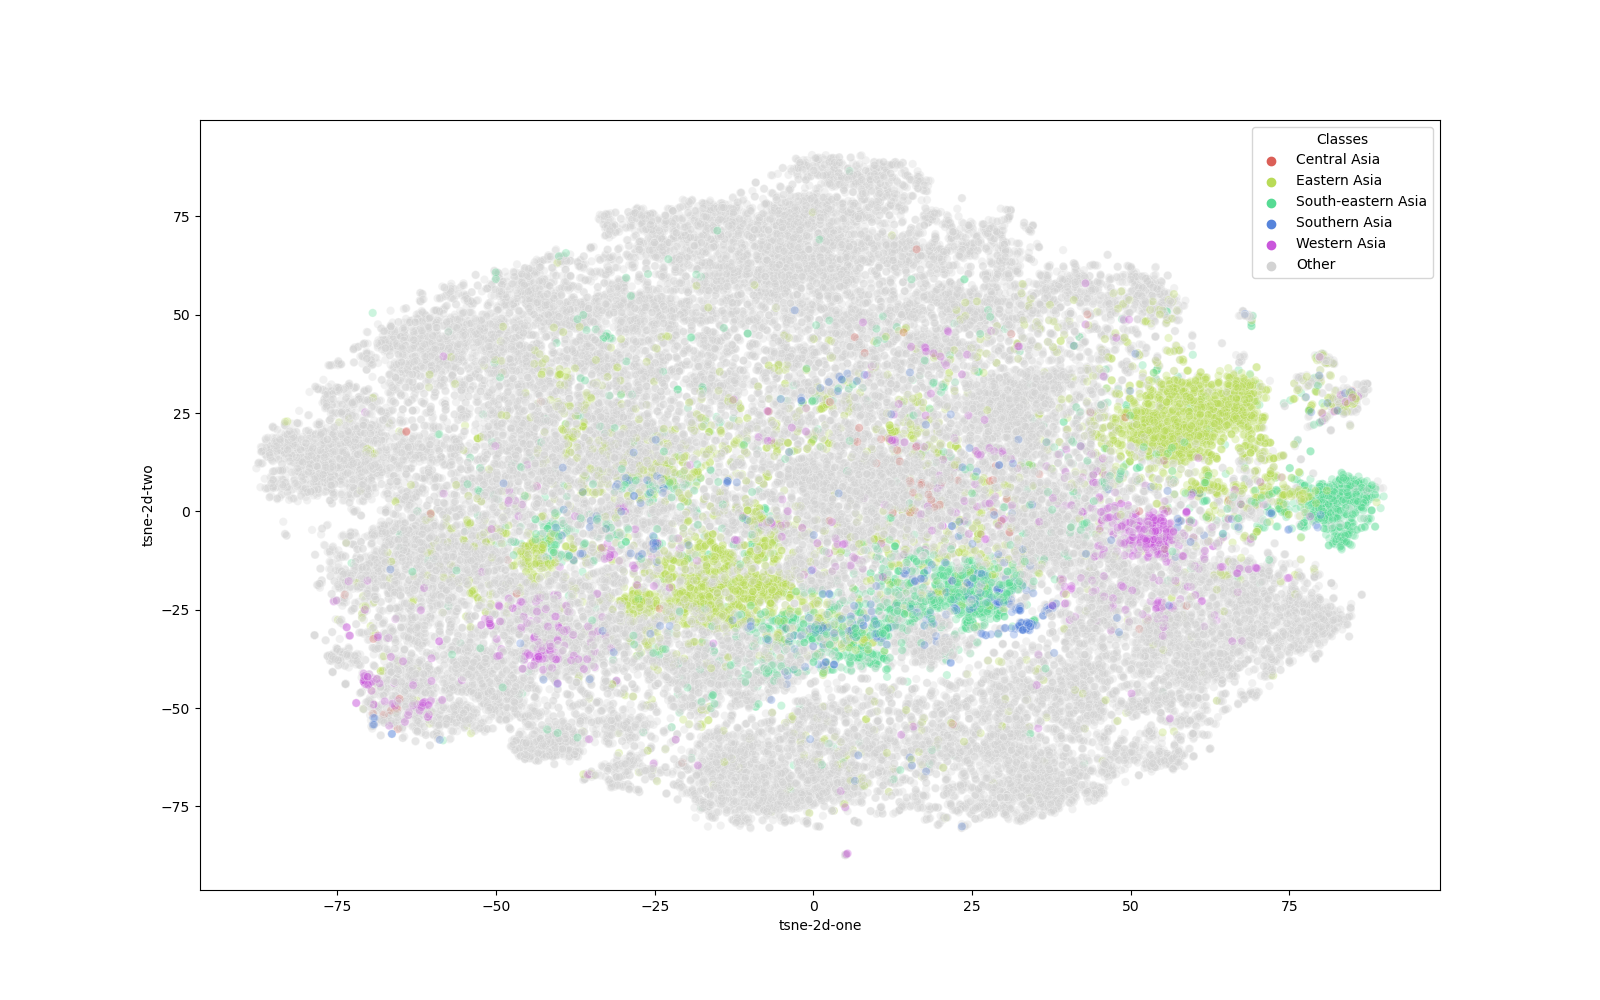 Classes
Central Asia
Eastern Asia
South-eastern Asia
Southern Asia
Western Asia
Other
75
50
25
0
−25
−50
−75
tsne-2d-two
−75 −50 −25 0 25 50 75
tsne-2d-one